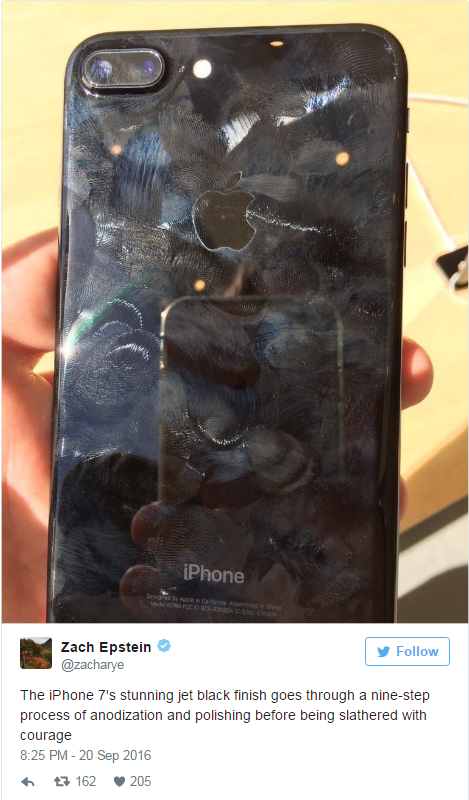 iPhone
Designed by Apple in California Assembled in China
Zach Epstein
@zacharye
Follow
The iPhone 7's stunning jet black finish goes through a nine-step
process of anodization and polishing before being slathered with
courage
8:25 PM - 20 Sep 2016
162
205